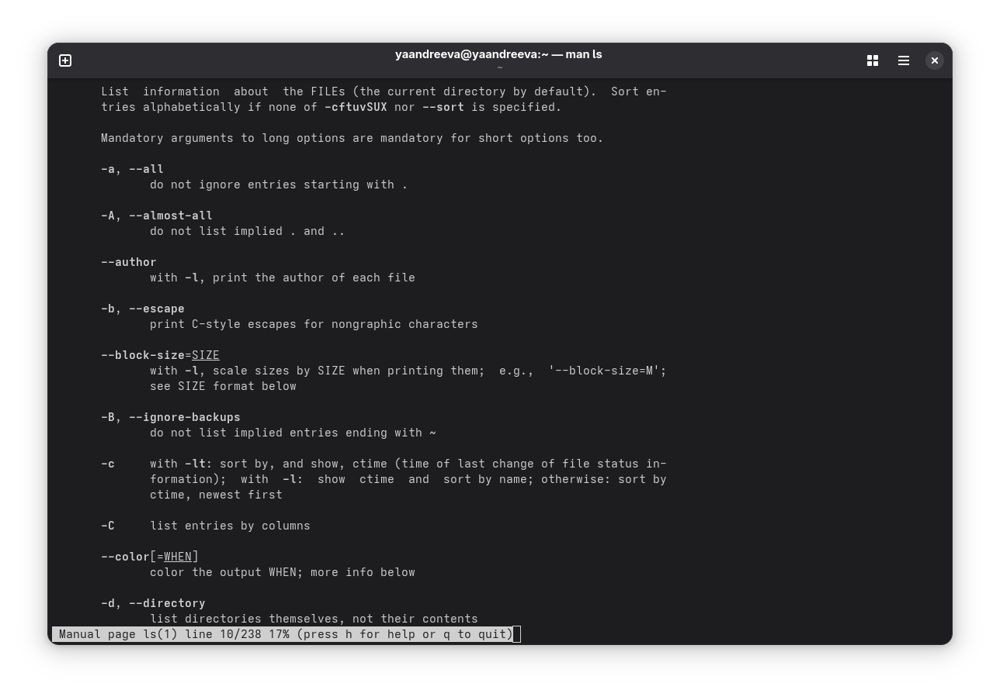 yaandreeva@yaandreeva:~ — man ls
~
List  information  about  the FILEs (the current directory by default).  Sort en-
tries alphabetically if none of -cftuvSUX nor --sort is specified.
Mandatory arguments to long options are mandatory for short options too.
-a, --all
do not ignore entries starting with .
-A, --almost-all
do not list implied . and ..
--author
with -l, print the author of each file
-b, --escape
print C-style escapes for nongraphic characters
--block-size=SIZE
with -l, scale sizes by SIZE when printing them;  e.g.,  '--block-size=M';
see SIZE format below
-B, --ignore-backups
do not list implied entries ending with ~
-c     with -lt: sort by, and show, ctime (time of last change of file status in-
formation);  with  -l:  show  ctime  and  sort by name; otherwise: sort by
ctime, newest first
-C     list entries by columns
--color[=WHEN]
color the output WHEN; more info below
-d, --directory
list directories themselves, not their contents
Manual page ls(1) line 10/238 17% (press h for help or q to quit)